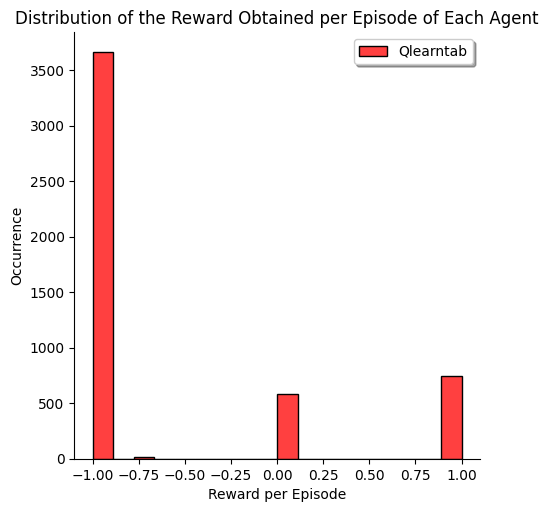 Distribution of the Reward Obtained per Episode of Each Agent
Qlearntab
3500
3000
2500
2000
1500
1000
500
0
Occurrence
−1.00 −0.75 −0.50 −0.25 0.00 0.25 0.50 0.75 1.00
Reward per Episode